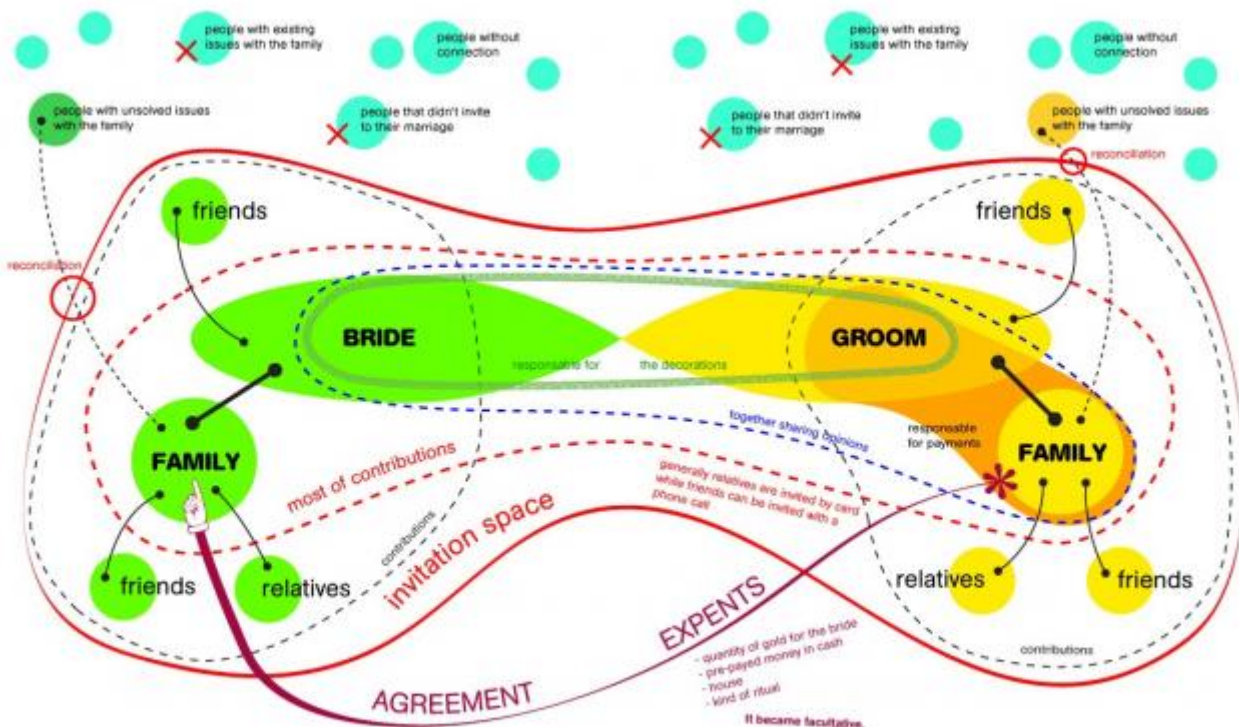 people with existing
issues with the family
people without
connection
people with existing
issues with the family
people without
connection
people with unsolved issues
with the family
people that didn't invite
to their marriage
people that didn't invite
to their marriage
people with unsolved issues
with the family
reconciliation
friends
friends
reconciliation
BRIDE
GROOM
responsable for
the decorations
together sharing opinions
responsable
for payments
FAMILY
FAMILY
most of contributions
generally relatives are invited by card
while friends can be invited with a
phone call
invitation space
contributions
friends
relatives
relatives
friends
EXPENTS
AGREEMENT
- quantity of gold for the bride
- pre-payed money in cash
- house
- kind of ritual
contributions
It became facultative.